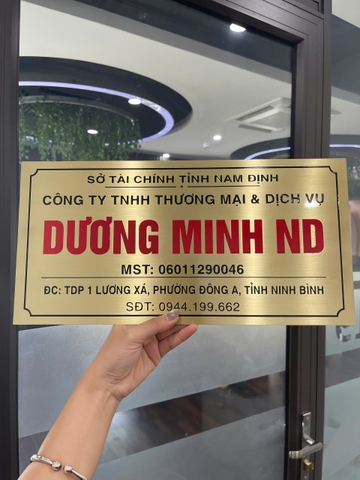 SỞ TÀI CHÍNH TỈNH NAM ĐỊNH
CÔNG TY TNHH THƯƠNG MẠI & DỊCH VỤ
DƯƠNG MINH ND
MST: 06011290046
ĐC: TDP 1 LƯƠNG XÁ, PHƯỜNG ĐÔNG A, TỈNH NINH BÌNH
SĐT: 0944.199.662